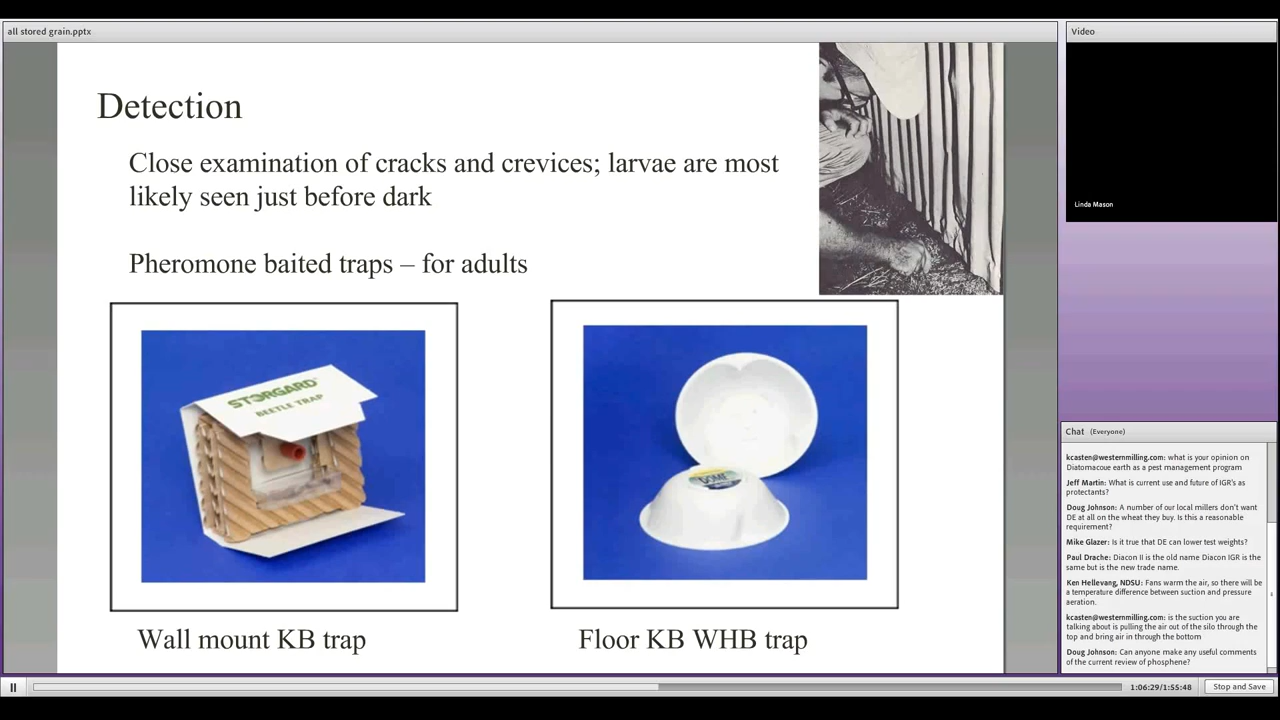 all stored grain.pptx
Detection
Close examination of cracks and crevices; larvae are most
likely seen just before dark
Pheromone baited traps – for adults
STORGARD
BEETLE TRAP
DOME
Wall mount KB trap
Floor KB WHB trap
Video
Linda Mason
Chat (Everyone)
kcasten@westernmilling.com: what is your opinion on
Diatomacoue earth as a pest management program
Jeff Martin: What is current use and future of IGR's as
protectants?
Doug Johnson: A number of our local millers don't want
DE at all on the wheat they buy. Is this a reasonable
requirement?
Mike Glazer: Is it true that DE can lower test weights?
Paul Drache: Diacon II is the old name Diacon IGR is the
same but is the new trade name.
Ken Hellevang, NDSU: Fans warm the air, so there will be
a temperature difference between suction and pressure
aeration.
kcasten@westernmilling.com: is the suction you are
talking about is pulling the air out of the silo through the
top and bring air in through the bottom
Doug Johnson: Can anyone make any useful comments
of the current review of phosphene?
1:06:29/1:55:48
Stop and Save